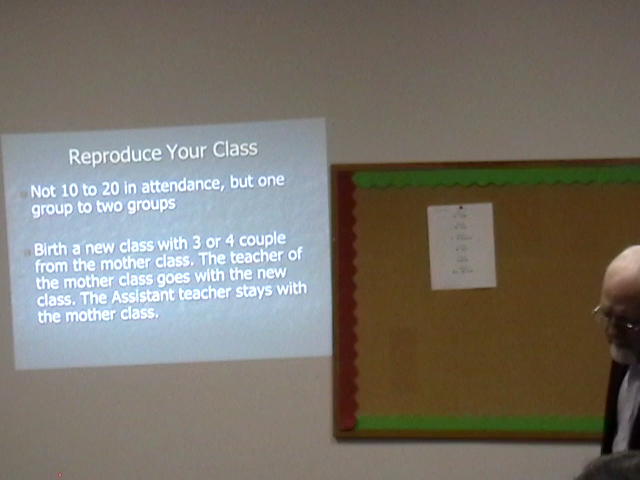 Reproduce Your Class
Not 10 to 20 in attendance, but one
group to two groups
Birth a new class with 3 or 4 couple
from the mother class. The teacher of
the mother class goes with the new
class. The Assistant teacher stays with
the mother class.